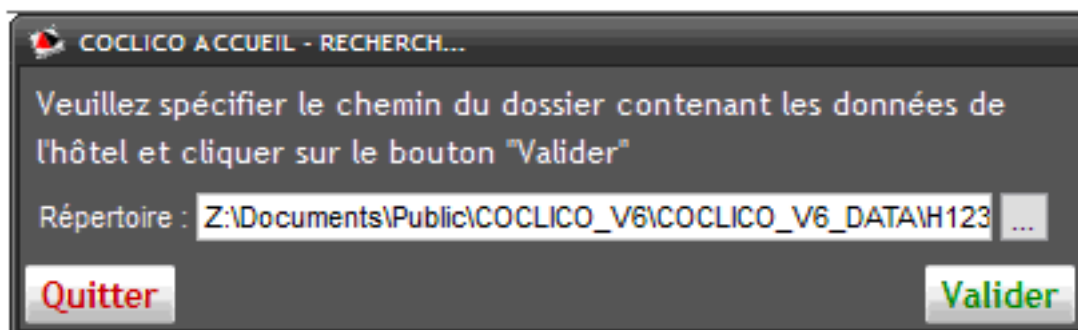 COCLICO ACCUEIL - RECHERCH...
Veuillez spécifier le chemin du dossier contenant les données de
l'hôtel et cliquer sur le bouton "Valider"
Répertoire : Z:\Documents\Public\COCLICO_V6\COCLICO_V6_DATA\H123 ...
Quitter Valider